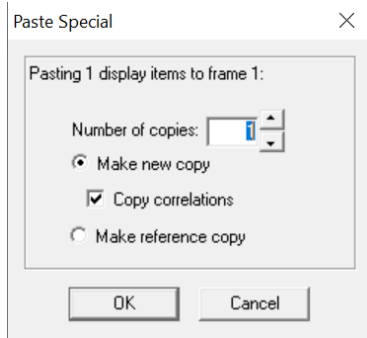 Paste Special
Pasting 1 display items to frame 1:
Number of copies: 1
Make new copy
Copy correlations
Make reference copy
OK Cancel